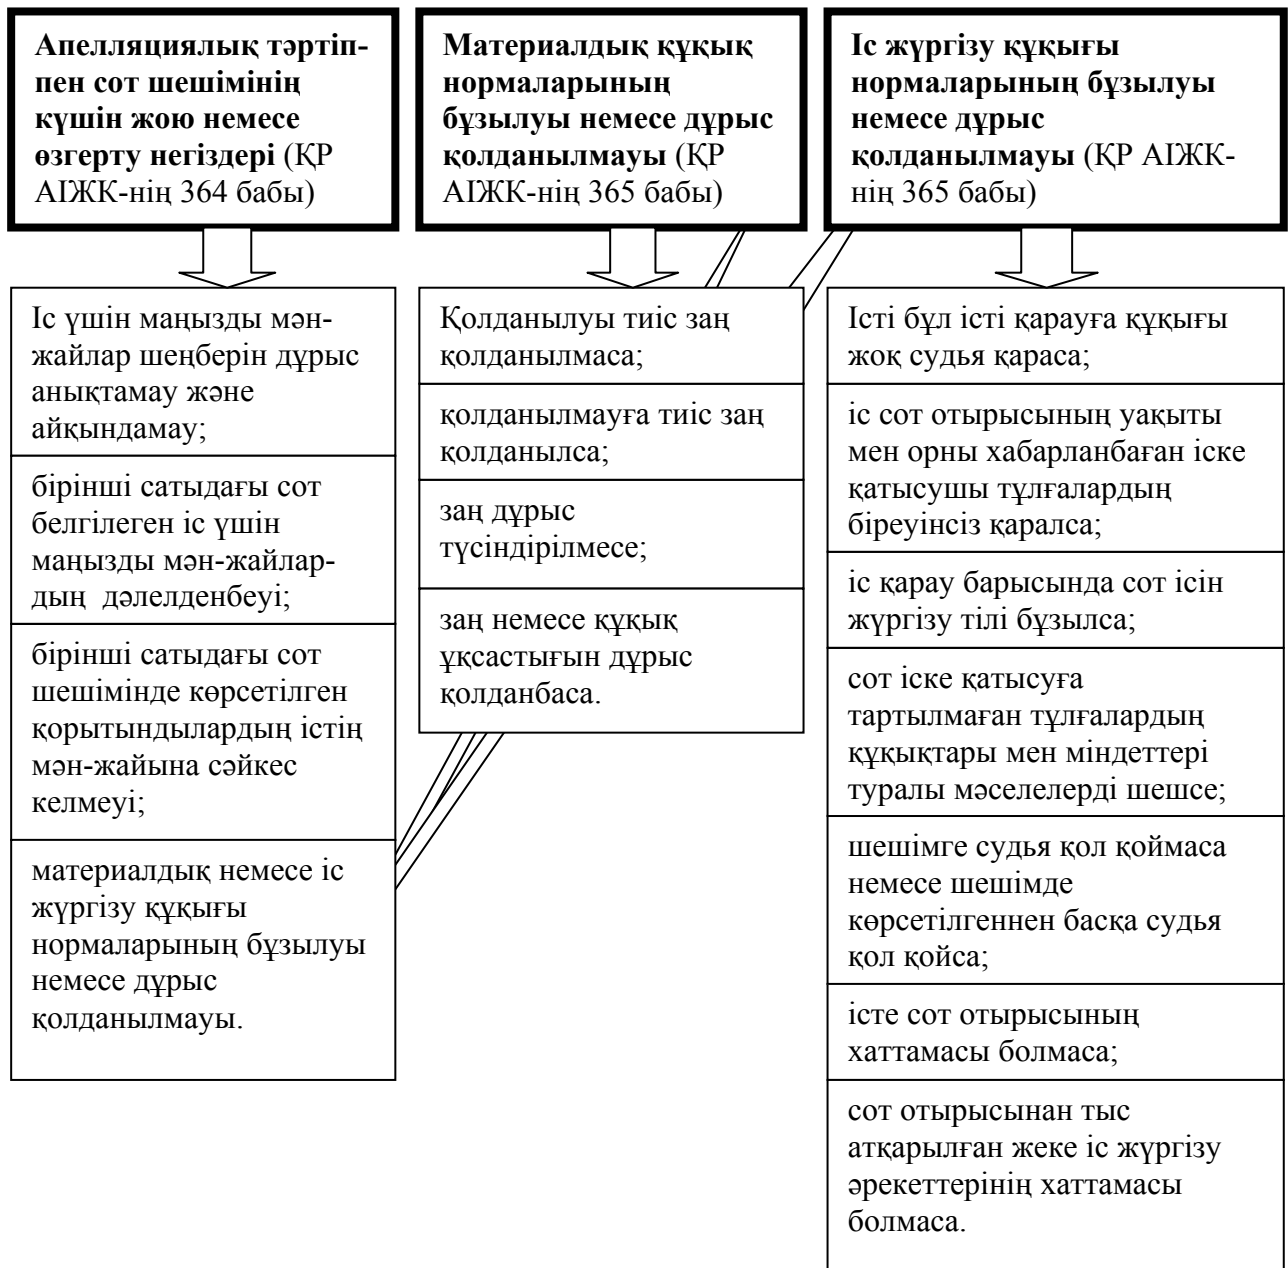 Апелляциялық тәртіп-
пен сот шешімінің
күшін жою немесе
өзгерту негіздері (ҚР
АІЖК-нің 364 бабы)
Іс үшін маңызды мән-
жайлар шеңберін дұрыс
анықтамау және
айқындамау;
бірінші сатыдағы сот
белгілеген іс үшін
маңызды мән-жайлар-
дың дәлелденбеуі;
бірінші сатыдағы сот
шешімінде көрсетілген
қорытындылардың істің
мән-жайына сәйкес
келмеуі;
материалдық немесе іс
жүргізу құқығы
нормаларының бұзылуы
немесе дұрыс
қолданылмауы.
Материалдық құқық
нормаларының
бұзылуы немесе дұрыс
қолданылмауы (ҚР
АІЖК-нің 365 бабы)
Қолданылуы тиіс заң
қолданылмаса;
қолданылмауға тиіс заң
қолданылса;
заң дұрыс
түсіндірілмесе;
заң немесе құқық
ұқсастығын дұрыс
қолданбаса.
Іс жүргізу құқығы
нормаларының бұзылуы
немесе дұрыс
қолданылмауы (ҚР АІЖК-
нің 365 бабы)
Істі бұл істі қарауға құқығы
жоқ судья қараса;
іс сот отырысының уақыты
мен орны хабарланбаған іске
қатысушы тұлғалардың
біреуінсіз қаралса;
іс қарау барысында сот ісін
жүргізу тілі бұзылса;
сот іске қатысуға
тартылмаған тұлғалардың
құқықтары мен міндеттері
туралы мәселелерді шешсе;
шешімге судья қол қоймаса
немесе шешімде
көрсетілгеннен басқа судья
қол қойса;
істе сот отырысының
хаттамасы болмаса;
сот отырысынан тыс
атқарылған жеке іс жүргізу
әрекеттерінің хаттамасы
болмаса.